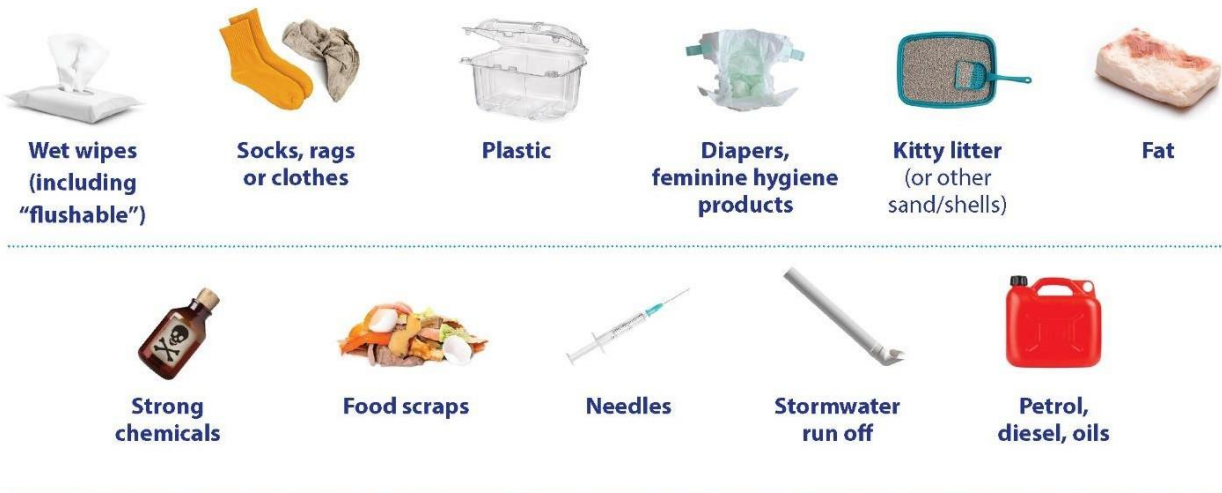 Wet wipes
(including
“flushable”)
Socks, rags
or clothes
Plastic
Diapers,
feminine hygiene
products
Kitty litter
(or other
sand/shells)
Fat
Strong
chemicals
Food scraps
Needles
Stormwater
run off
Petrol,
diesel, oils